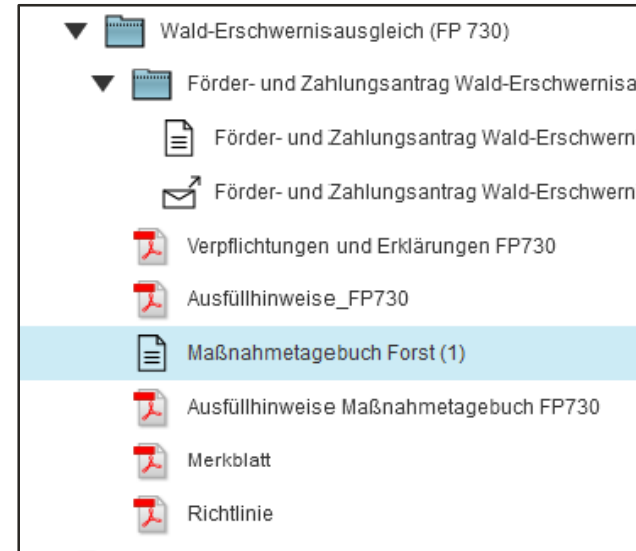 Wald-Erschwernisausgleich (FP 730)
Förder- und Zahlungsantrag Wald-Erschwernisa
Förder- und Zahlungsantrag Wald-Erschwern
Förder- und Zahlungsantrag Wald-Erschwern
Verpflichtungen und Erklärungen FP730
Ausfüllhinweise_FP730
Maßnahmetagebuch Forst (1)
Ausfüllhinweise Maßnahmetagebuch FP730
Merkblatt
Richtlinie